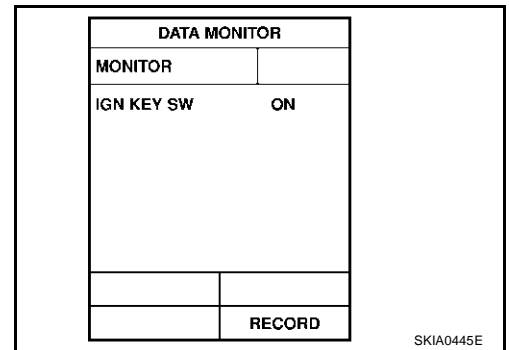 DATA MONITOR
MONITOR
IGN KEY SW ON
RECORD
SKIA0445E